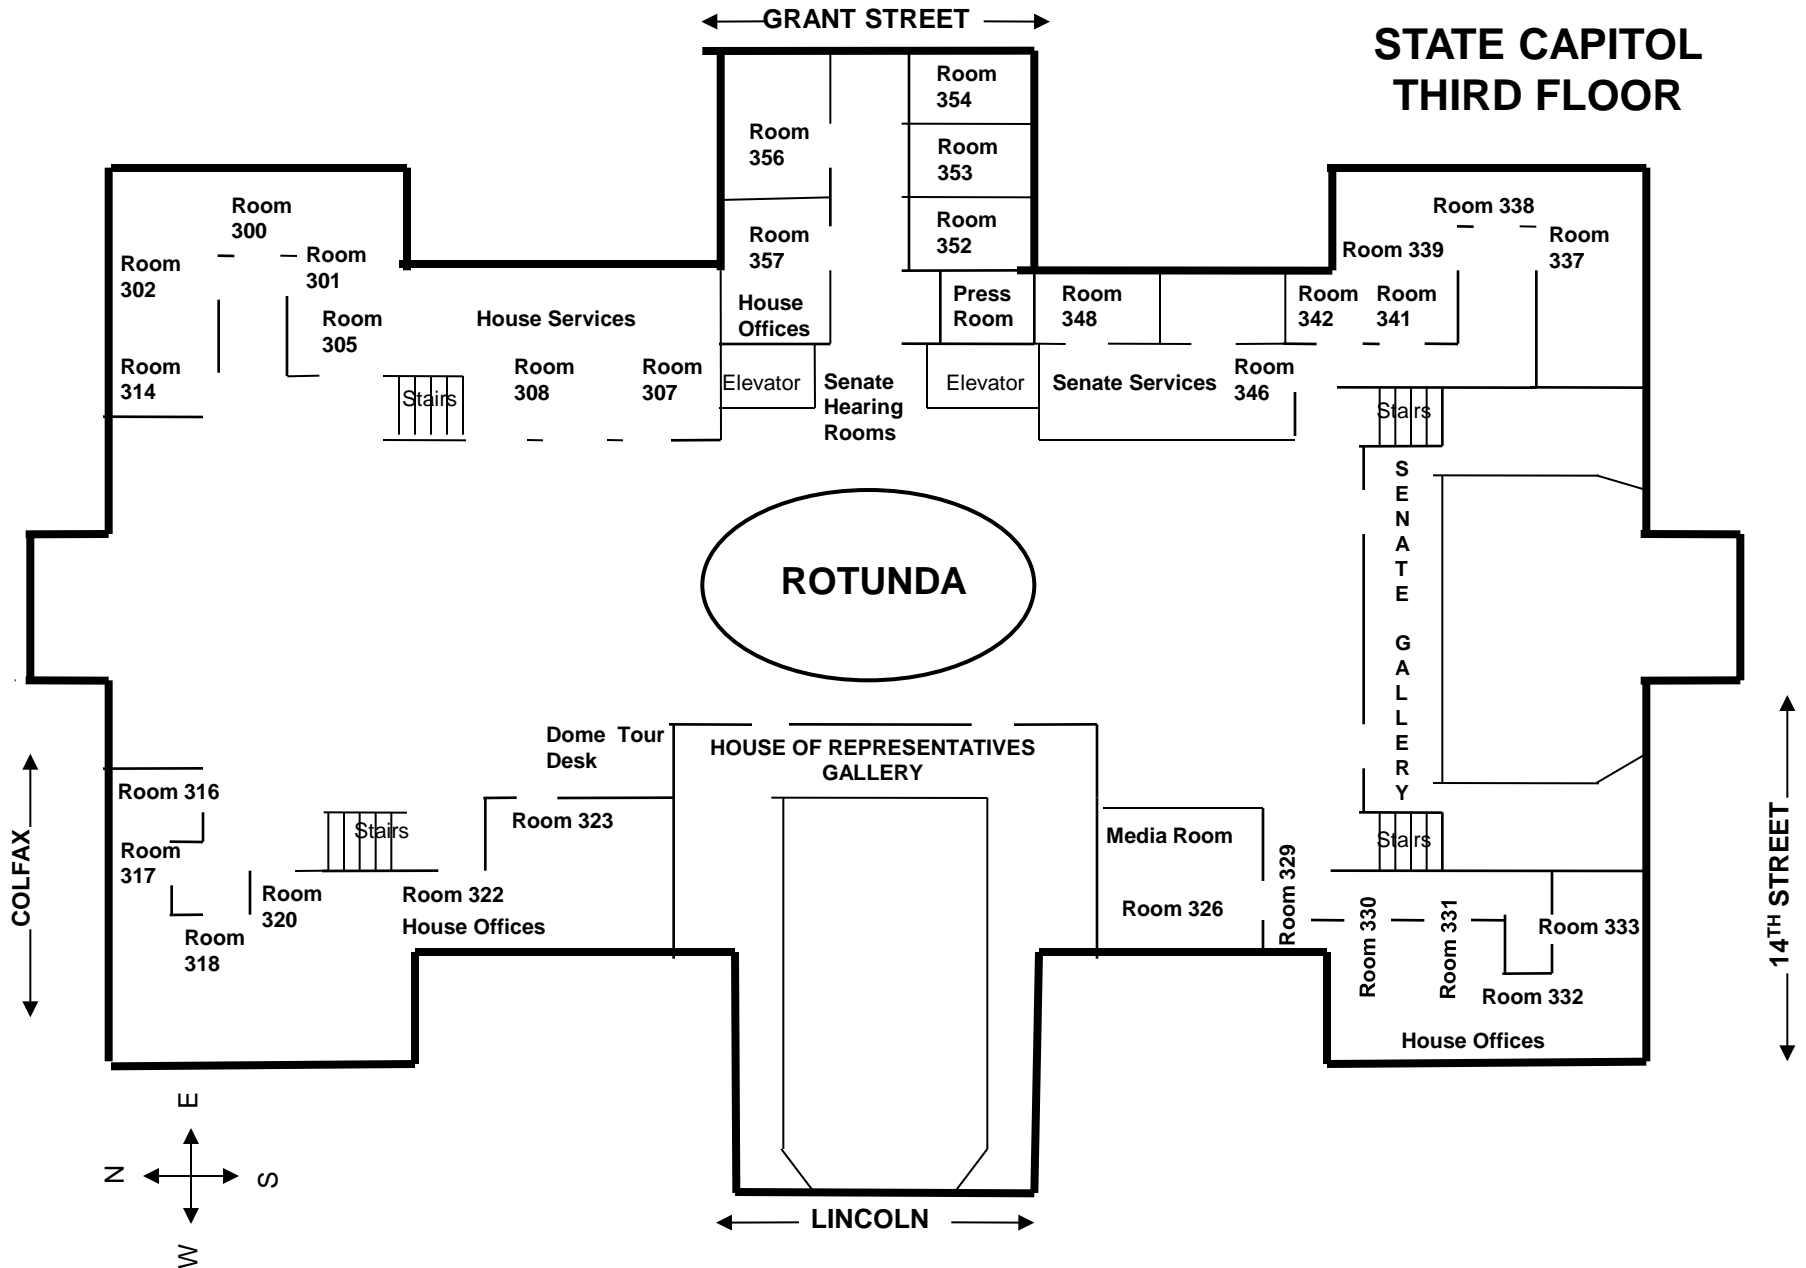 GRANT STREET
STATE CAPITOL
THIRD FLOOR
Room
354
Room
356
Room
353
Room
300
Room
352
Room 338
Room
301
Room
302
Room
357
Room 339
Room
337
Room
305
House Services
House
Offices
Press
Room
Room
348
Room
342
Room
341
Room
314
Stairs
Room
308
Room
307
Elevator
Senate
Hearing
Rooms
Elevator
Senate Services
Room
346
Stairs
SENATE GALLERY
ROTUNDA
Dome Tour
Desk
HOUSE OF REPRESENTATIVES
GALLERY
COLFAX
Room 316
Room
317
Stairs
Room 323
Room
320
Room 322
House Offices
Room
318
Media Room
Room 326
Room 329
Stairs
Room 330
Room 331
Room 333
Room 332
House Offices
14TH STREET
E
N
S
W
LINCOLN